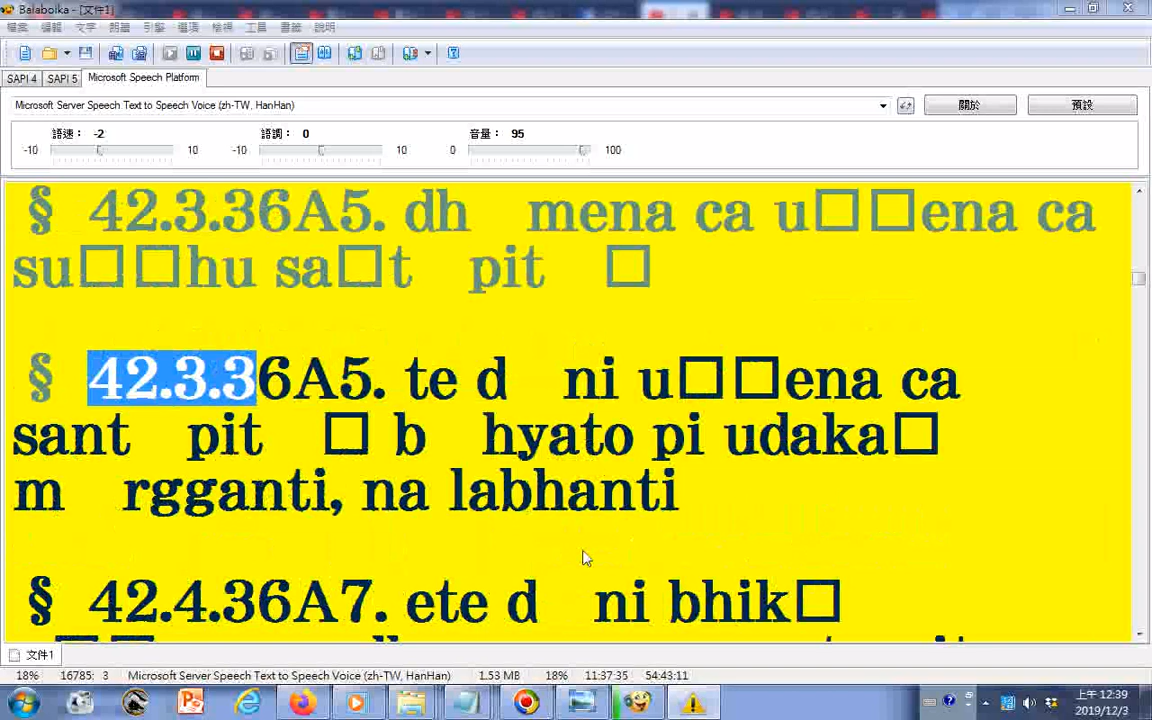 Balabolka - [文件1]
檔案 編輯 文字 朗讀 引擎 選項 檢視 工具 書籤 說明
SAPI 4 SAPI 5 Microsoft Speech Platform
Microsoft Server Speech Text to Speech Voice (zh-TW, HanHan) 關於 預設
語速： -2 語調： 0 音量： 95
-10 10 -10 10 0 100
§ 42.3.36A5. dh mena ca u□□ena ca
su□□hu sa□t pit □
§ 42.3.36A5. te d ni u□□ena ca
sant pit □ b hyato pi udaka□
m rgganti, na labhanti
§ 42.4.36A7. ete d ni bhik□
文件1
18% 16785: 3 Microsoft Server Speech Text to Speech Voice (zh-TW, HanHan) 1.53 MB 18% 11:37:35 54:43:11
上午 12:39
2019/12/3